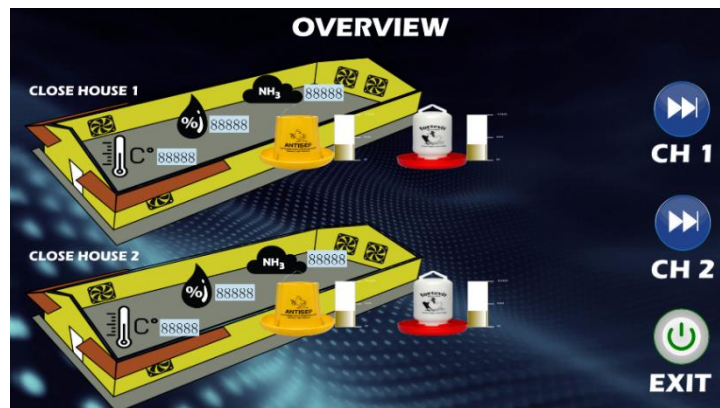 OVERVIEW
CLOSE HOUSE 1
NH3
88888
%
88888
C°
88888
ANTISEP
CH 1
CLOSE HOUSE 2
NH3
88888
%
88888
C°
88888
ANTISEP
CH 2
EXIT